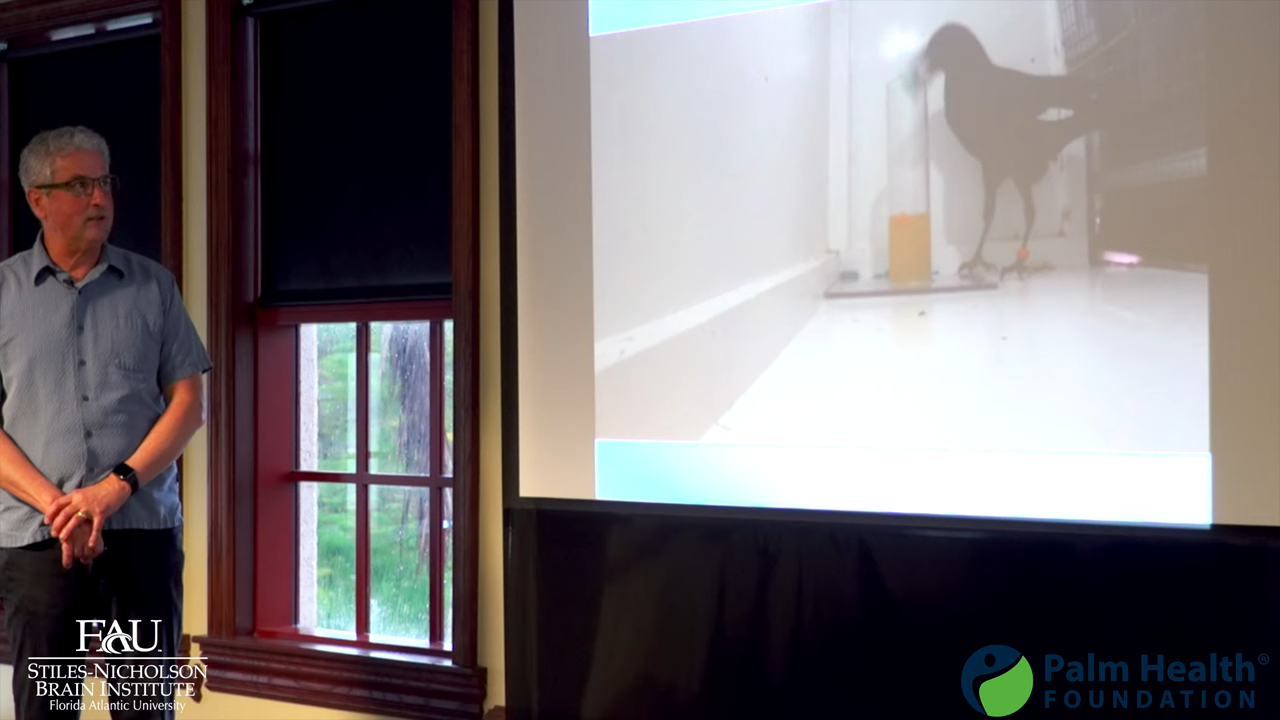 FAU
STILES-NICHOLSON
BRAIN INSTITUTE
Florida Atlantic University
Palm Health®
FOUNDATION